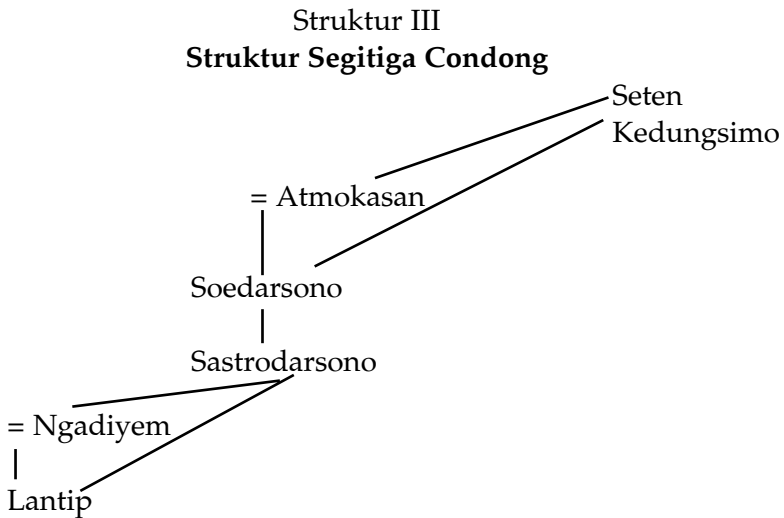 Struktur III
Struktur Segitiga Condong
Seten
Kedungsimo
= Atmokasan
Soedarsono
Sastrodarsono
= Ngadiyem
Lantip